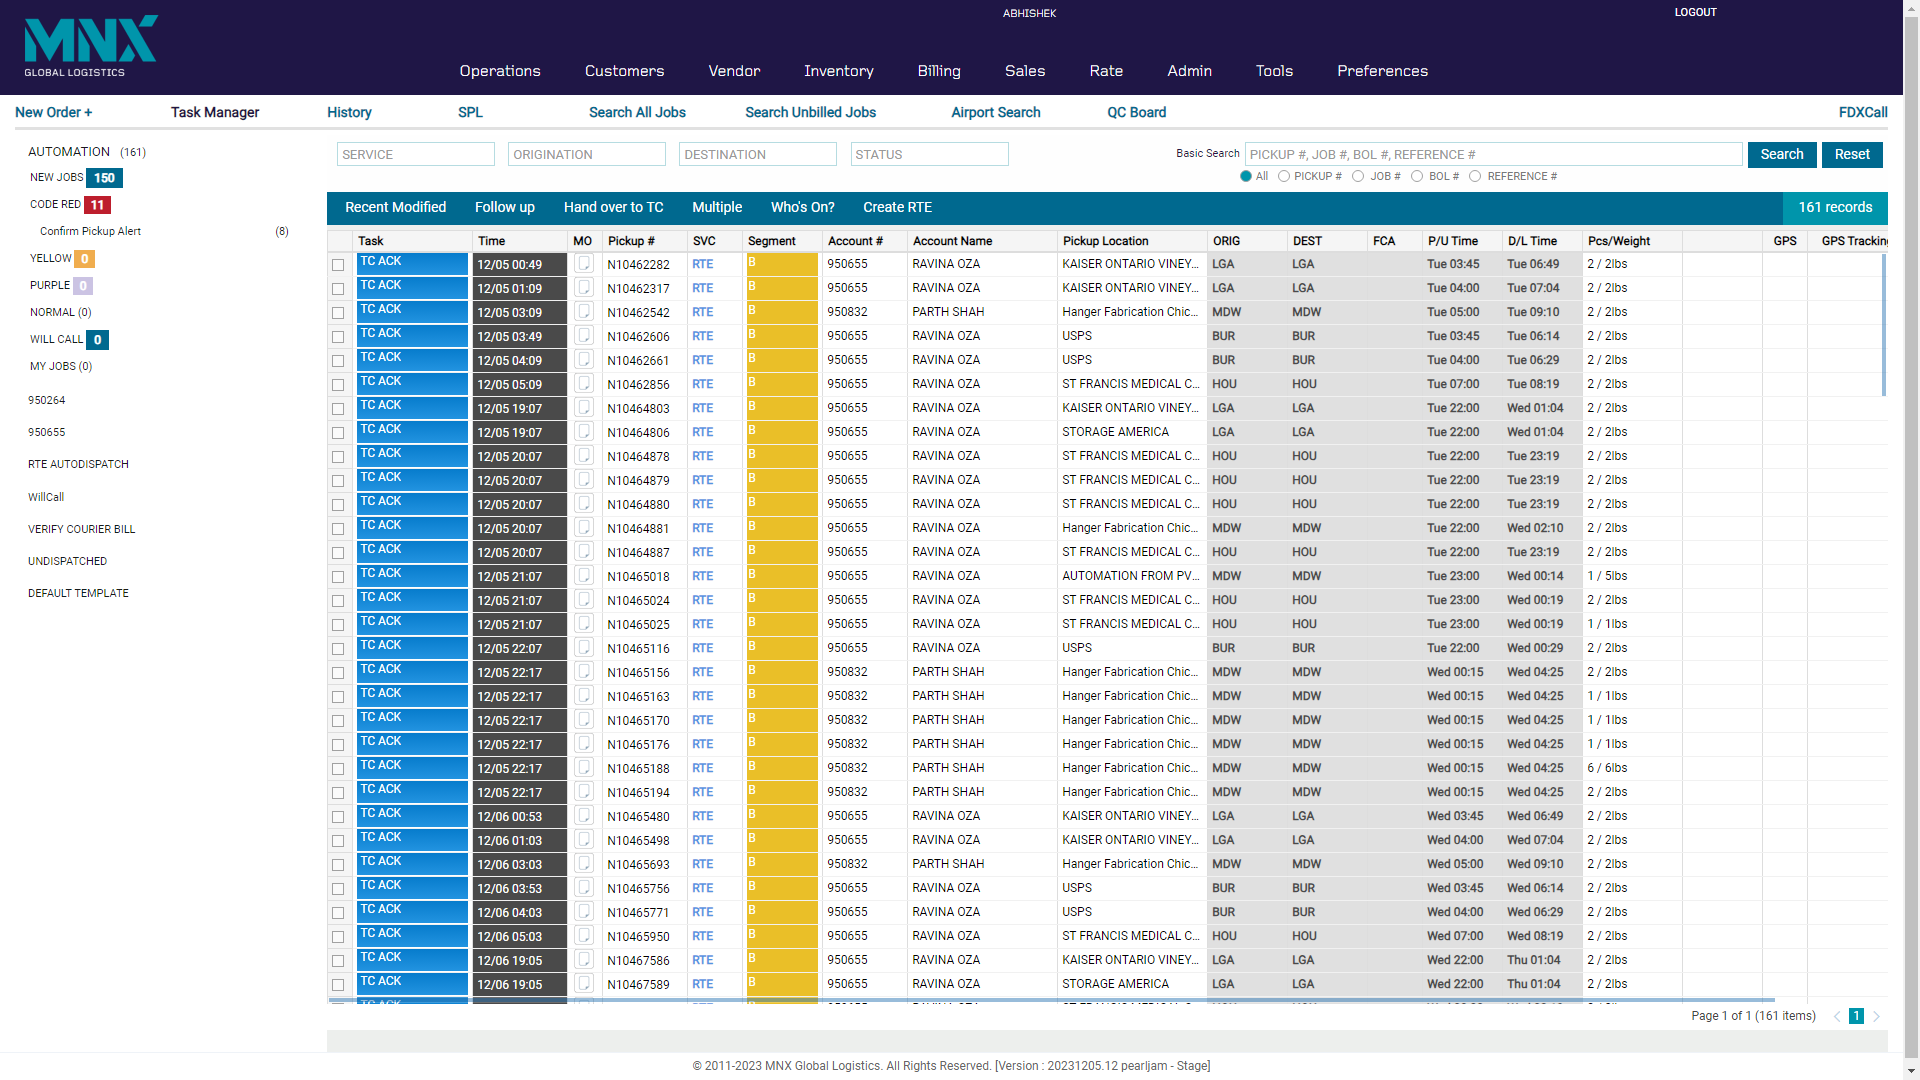 ABHISHEK
LOGOUT
MNX
GLOBAL LOGISTICS
Operations Customers Vendor Inventory Billing Sales Rate Admin Tools Preferences
New Order + Task Manager History SPL Search All Jobs Search Unbilled Jobs Airport Search QC Board FDXCall
AUTOMATION (161)
NEW JOBS 150
CODE RED 11
Confirm Pickup Alert (8)
YELLOW 0
PURPLE 0
NORMAL (0)
WILL CALL 0
MY JOBS (0)
950264
950655
RTE AUTODISPATCH
WillCall
VERIFY COURIER BILL
UNDISPATCHED
DEFAULT TEMPLATE
SERVICE ORIGINATION DESTINATION STATUS Basic Search PICKUP #, JOB #, BOL #, REFERENCE # Search Reset
All PICKUP # JOB # BOL # REFERENCE #
Recent Modified Follow up Hand over to TC Multiple Who's On? Create RTE 161 records
Task Time MO Pickup # SVC Segment Account # Account Name Pickup Location ORIG DEST FCA P/U Time D/L Time Pcs/Weight GPS GPS Tracking
TC ACK 12/05 00:49 N10462282 RTE B 950655 RAVINA OZA KAISER ONTARIO VINEY... LGA LGA Tue 03:45 Tue 06:49 2 / 2lbs
TC ACK 12/05 01:09 N10462317 RTE B 950655 RAVINA OZA KAISER ONTARIO VINEY... LGA LGA Tue 04:00 Tue 07:04 2 / 2lbs
TC ACK 12/05 03:09 N10462542 RTE B 950832 PARTH SHAH Hanger Fabrication Chic... MDW MDW Tue 05:00 Tue 09:10 2 / 2lbs
TC ACK 12/05 03:49 N10462606 RTE B 950655 RAVINA OZA USPS BUR BUR Tue 03:45 Tue 06:14 2 / 2lbs
TC ACK 12/05 04:09 N10462661 RTE B 950655 RAVINA OZA USPS BUR BUR Tue 04:00 Tue 06:29 2 / 2lbs
TC ACK 12/05 05:09 N10462856 RTE B 950655 RAVINA OZA ST FRANCIS MEDICAL C... HOU HOU Tue 07:00 Tue 08:19 2 / 2lbs
TC ACK 12/05 19:07 N10464803 RTE B 950655 RAVINA OZA KAISER ONTARIO VINEY... LGA LGA Tue 22:00 Wed 01:04 2 / 2lbs
TC ACK 12/05 19:07 N10464806 RTE B 950655 RAVINA OZA STORAGE AMERICA LGA LGA Tue 22:00 Wed 01:04 2 / 2lbs
TC ACK 12/05 20:07 N10464878 RTE B 950655 RAVINA OZA ST FRANCIS MEDICAL C... HOU HOU Tue 22:00 Tue 23:19 2 / 2lbs
TC ACK 12/05 20:07 N10464879 RTE B 950655 RAVINA OZA ST FRANCIS MEDICAL C... HOU HOU Tue 22:00 Tue 23:19 2 / 2lbs
TC ACK 12/05 20:07 N10464880 RTE B 950655 RAVINA OZA ST FRANCIS MEDICAL C... HOU HOU Tue 22:00 Tue 23:19 2 / 2lbs
TC ACK 12/05 20:07 N10464881 RTE B 950655 RAVINA OZA Hanger Fabrication Chic... MDW MDW Tue 22:00 Wed 02:10 2 / 2lbs
TC ACK 12/05 20:07 N10464887 RTE B 950655 RAVINA OZA ST FRANCIS MEDICAL C... HOU HOU Tue 22:00 Tue 23:19 2 / 2lbs
TC ACK 12/05 21:07 N10465018 RTE B 950655 RAVINA OZA AUTOMATION FROM PV... MDW MDW Tue 23:00 Wed 00:14 1 / 5lbs
TC ACK 12/05 21:07 N10465024 RTE B 950655 RAVINA OZA ST FRANCIS MEDICAL C... HOU HOU Tue 23:00 Wed 00:19 2 / 2lbs
TC ACK 12/05 21:07 N10465025 RTE B 950655 RAVINA OZA ST FRANCIS MEDICAL C... HOU HOU Tue 23:00 Wed 00:19 1 / 1lbs
TC ACK 12/05 22:07 N10465116 RTE B 950655 RAVINA OZA USPS BUR BUR Tue 22:00 Wed 00:29 2 / 2lbs
TC ACK 12/05 22:17 N10465156 RTE B 950832 PARTH SHAH Hanger Fabrication Chic... MDW MDW Wed 00:15 Wed 04:25 2 / 2lbs
TC ACK 12/05 22:17 N10465163 RTE B 950832 PARTH SHAH Hanger Fabrication Chic... MDW MDW Wed 00:15 Wed 04:25 1 / 1lbs
TC ACK 12/05 22:17 N10465170 RTE B 950832 PARTH SHAH Hanger Fabrication Chic... MDW MDW Wed 00:15 Wed 04:25 1 / 1lbs
TC ACK 12/05 22:17 N10465176 RTE B 950832 PARTH SHAH Hanger Fabrication Chic... MDW MDW Wed 00:15 Wed 04:25 1 / 1lbs
TC ACK 12/05 22:17 N10465188 RTE B 950832 PARTH SHAH Hanger Fabrication Chic... MDW MDW Wed 00:15 Wed 04:25 6 / 6lbs
TC ACK 12/05 22:17 N10465194 RTE B 950832 PARTH SHAH Hanger Fabrication Chic... MDW MDW Wed 00:15 Wed 04:25 2 / 2lbs
TC ACK 12/06 00:53 N10465480 RTE B 950655 RAVINA OZA KAISER ONTARIO VINEY... LGA LGA Wed 03:45 Wed 06:49 2 / 2lbs
TC ACK 12/06 01:03 N10465498 RTE B 950655 RAVINA OZA KAISER ONTARIO VINEY... LGA LGA Wed 04:00 Wed 07:04 2 / 2lbs
TC ACK 12/06 03:03 N10465693 RTE B 950832 PARTH SHAH Hanger Fabrication Chic... MDW MDW Wed 05:00 Wed 09:10 2 / 2lbs
TC ACK 12/06 03:53 N10465756 RTE B 950655 RAVINA OZA USPS BUR BUR Wed 03:45 Wed 06:14 2 / 2lbs
TC ACK 12/06 04:03 N10465771 RTE B 950655 RAVINA OZA USPS BUR BUR Wed 04:00 Wed 06:29 2 / 2lbs
TC ACK 12/06 05:03 N10465950 RTE B 950655 RAVINA OZA ST FRANCIS MEDICAL C... HOU HOU Wed 07:00 Wed 08:19 2 / 2lbs
TC ACK 12/06 19:05 N10467586 RTE B 950655 RAVINA OZA KAISER ONTARIO VINEY... LGA LGA Wed 22:00 Thu 01:04 2 / 2lbs
TC ACK 12/06 19:05 N10467589 RTE B 950655 RAVINA OZA STORAGE AMERICA LGA LGA Wed 22:00 Thu 01:04 2 / 2lbs
Page 1 of 1 (161 items) 1
© 2011-2023 MNX Global Logistics. All Rights Reserved. [Version : 20231205.12 pearljam - Stage]